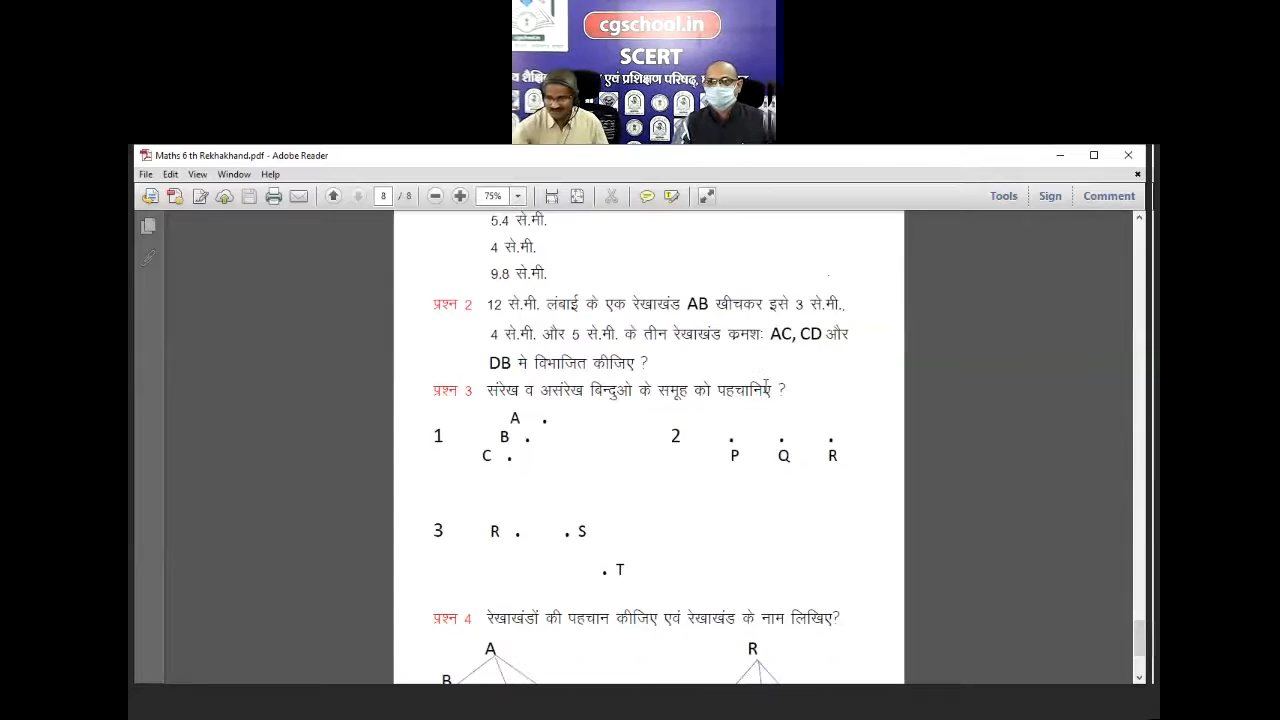 cgschool.in
SCERT
एवं प्रशिक्षण परिषद,
Maths 6 th Rekhakhand.pdf - Adobe Reader
File Edit View Window Help
8 / 8 75% Tools Sign Comment
5.4 से.मी.
4 से.मी.
9.8 से.मी.
प्रश्न 2 12 से.मी. लंबाई के एक रेखाखंड AB खीचकर इसे 3 से.मी.,
4 से.मी. और 5 से.मी. के तीन रेखाखंड क्रमशः AC, CD और
DB मे विभाजित कीजिए ?
प्रश्न 3 संरेख व असंरेख बिन्दुओ के समूह को पहचानिए ?
A
1 B 2
C P Q R
3 R S
T
प्रश्न 4 रेखाखंडों की पहचान कीजिए एवं रेखाखंड के नाम लिखिए?
A R
B